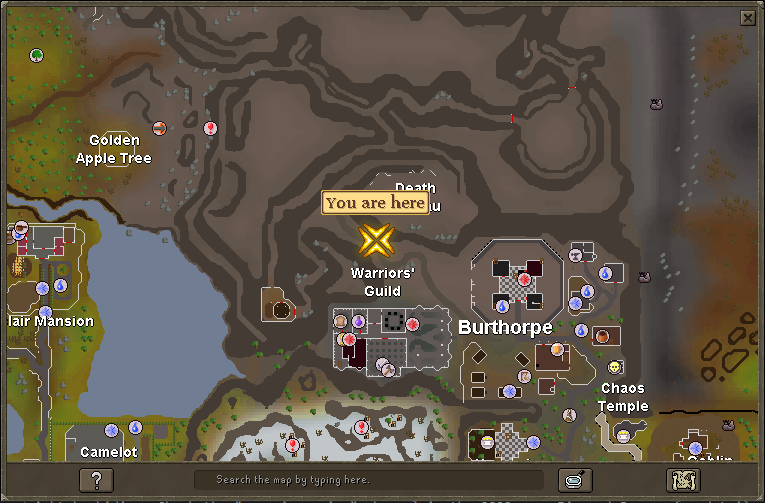 Golden
Apple Tree
Death
You are here
Warriors'
Guild
lair Mansion
Burthorpe
Chaos
Temple
Camelot
Goblin
?
Search the map by typing here.